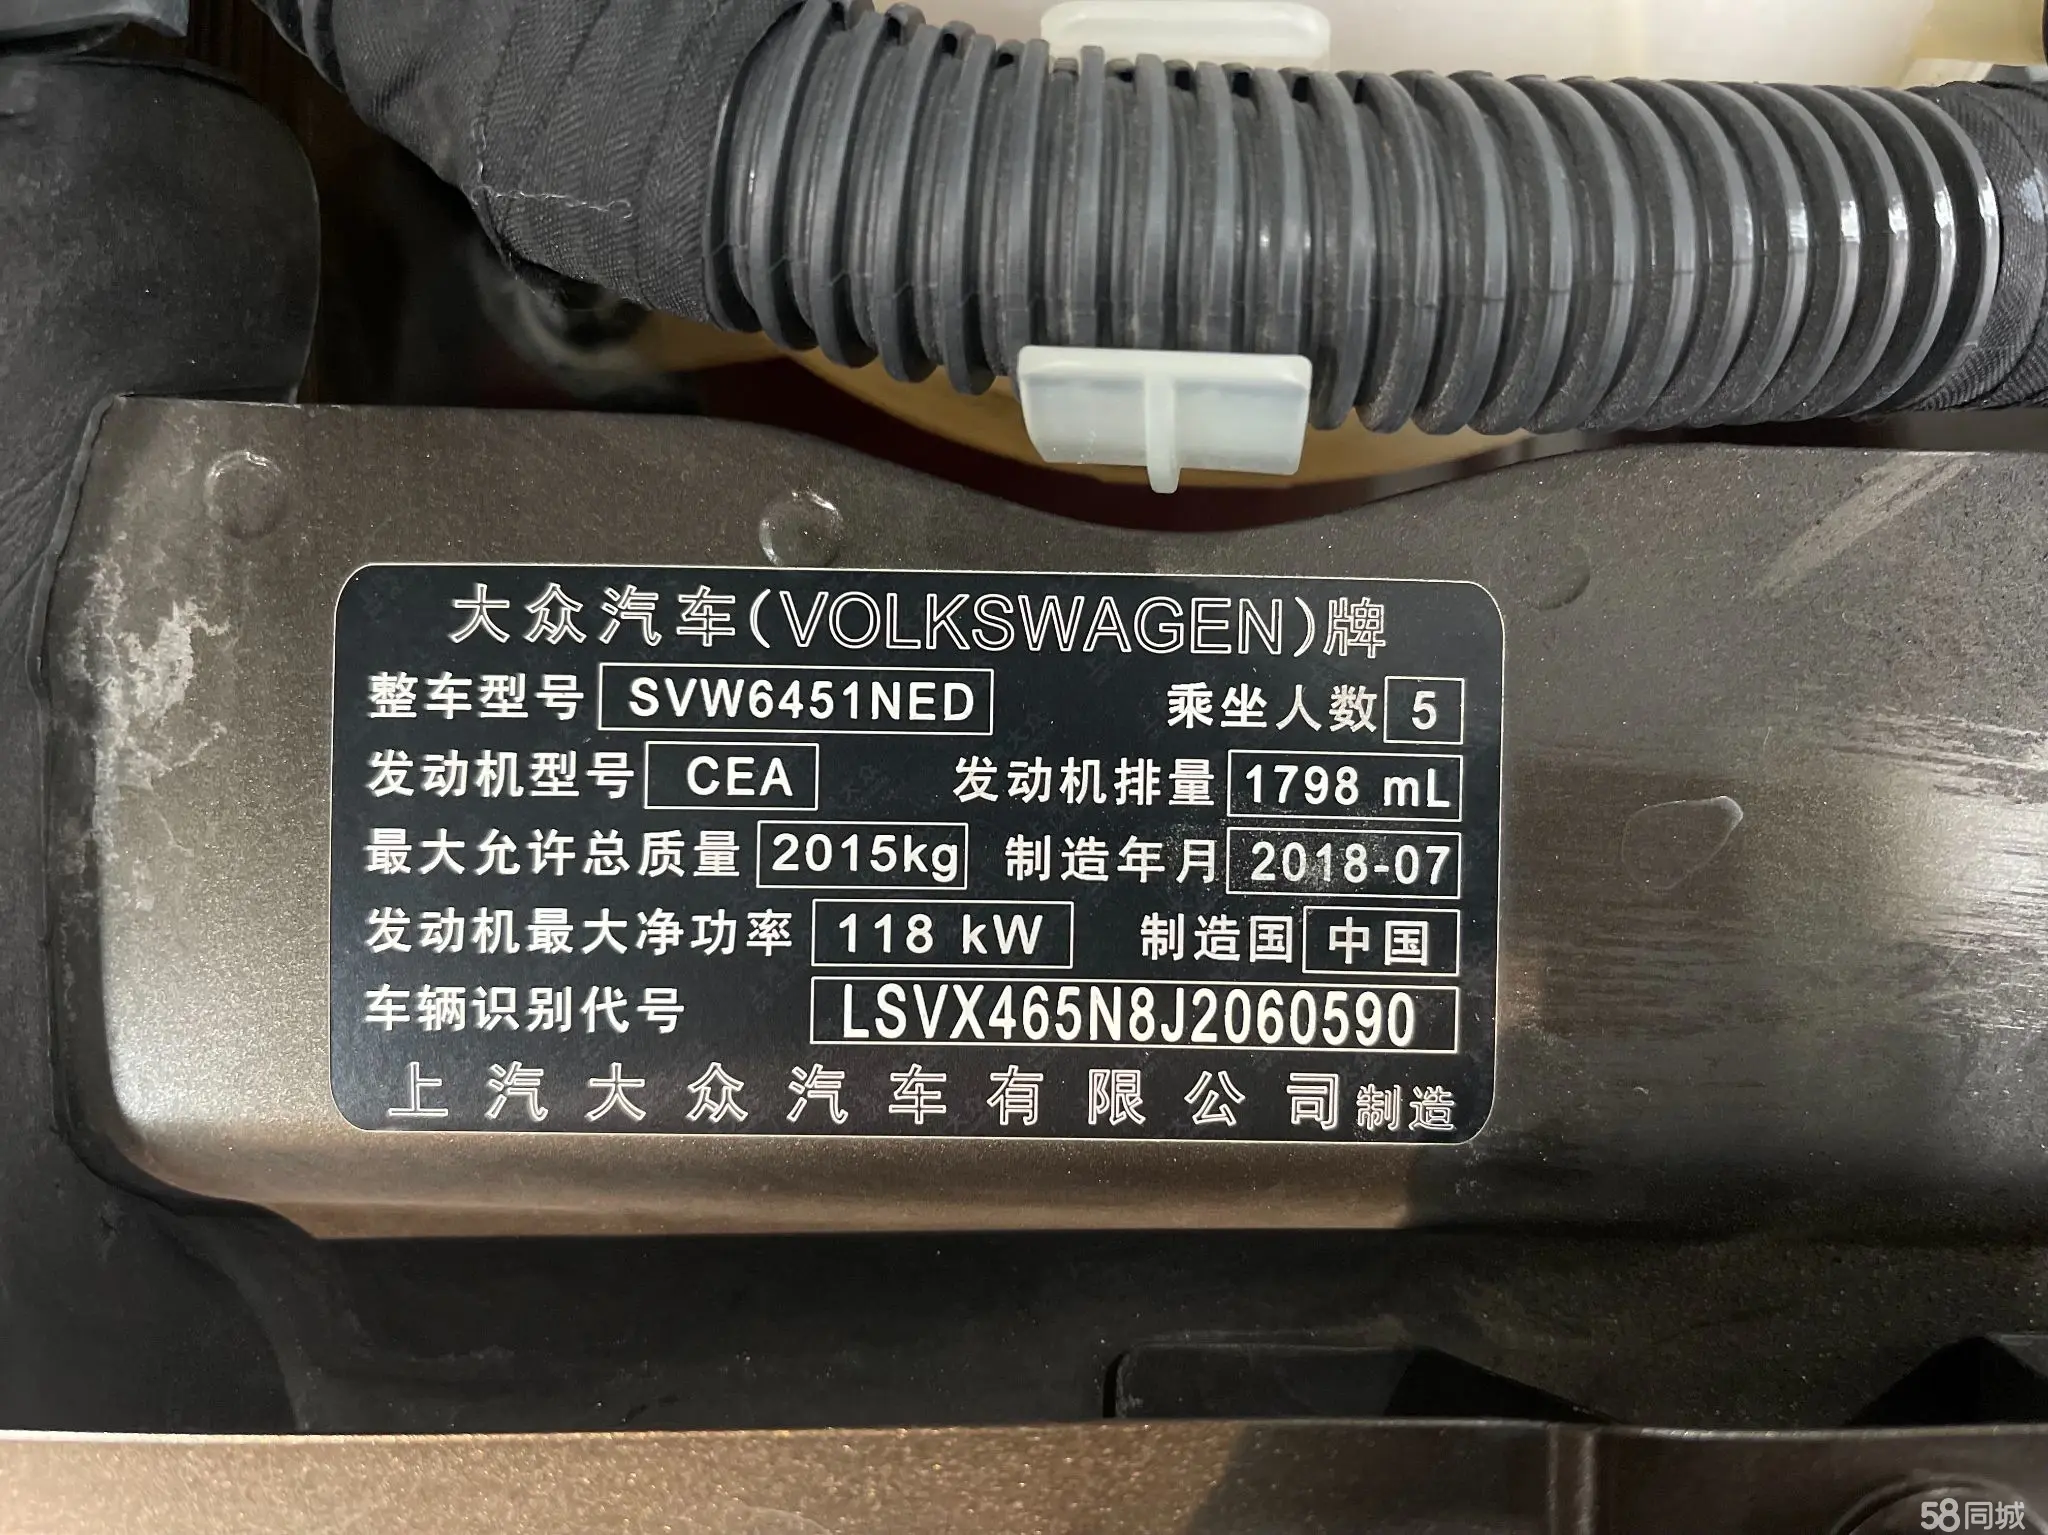 大众汽车(VOLKSWAGEN)牌
整车型号 SVW6451NED 乘坐人数 5
发动机型号 CEA 发动机排量 1798 mL
最大允许总质量 2015kg 制造年月 2018-07
发动机最大净功率 118 kW 制造国 中国
车辆识别代号 LSVX465N8J2060590
上汽大众汽车有限公司制造
58同城